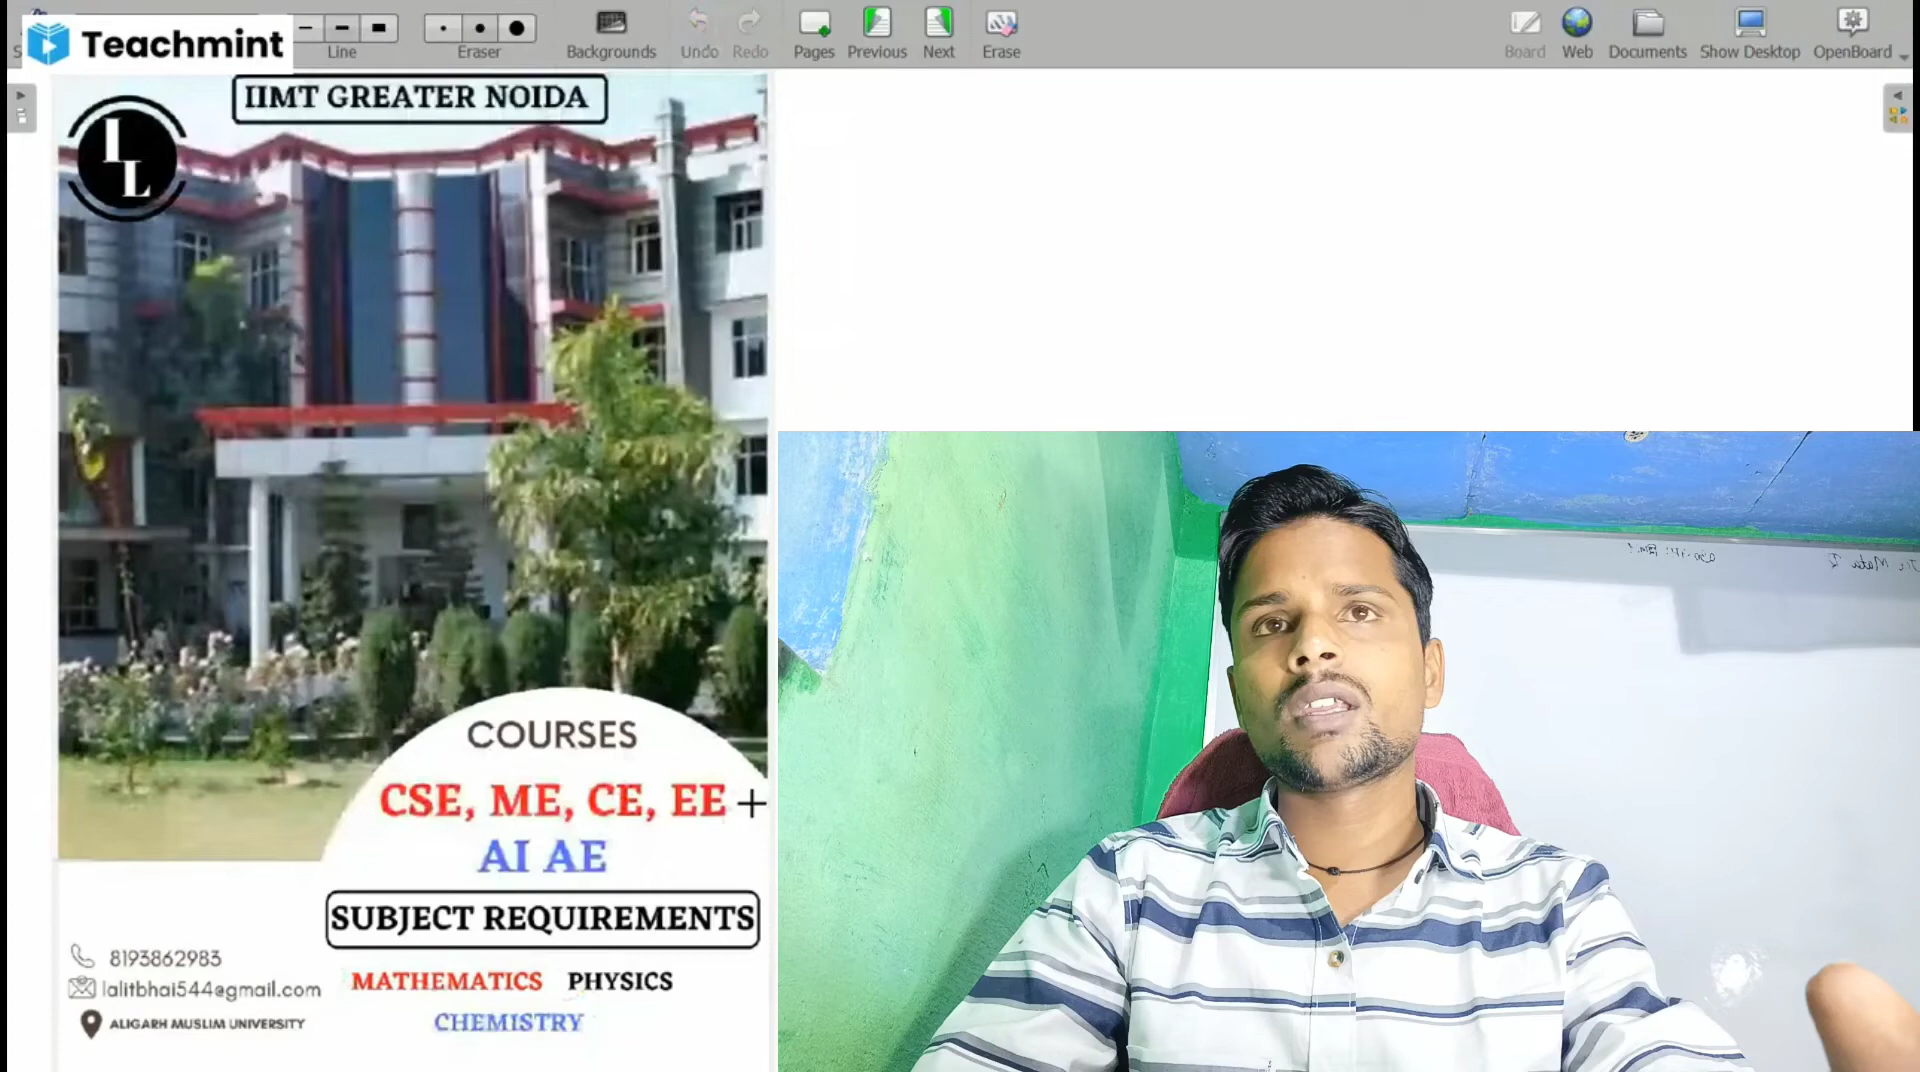 Teachmint
Line
Eraser
Backgrounds
Undo
Redo
Pages
Previous
Next
Erase
Board
Web
Documents
Show Desktop
OpenBoard
IIMT GREATER NOIDA
I
L
COURSES
CSE, ME, CE, EE
AI AE
SUBJECT REQUIREMENTS
MATHEMATICS PHYSICS
CHEMISTRY
8193862983
lalitbhai544@gmail.com
ALIGARH MUSLIM UNIVERSITY